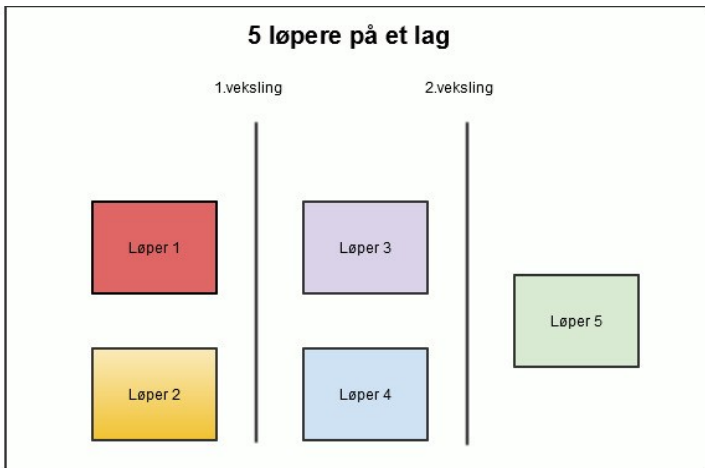 5 løpere på et lag
1.veksling
2.veksling
Løper 1
Løper 3
Løper 5
Løper 2
Løper 4